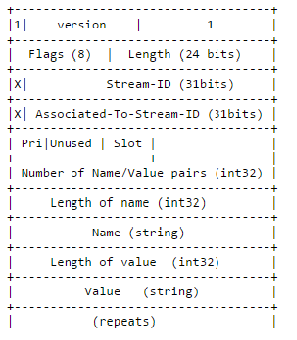 +------------------------------------+
|1|    version    |        1       |
+------------------------------------+
|  Flags (8)  |  Length (24 bits)   |
+------------------------------------+
|X|          Stream-ID (31bits)     |
+------------------------------------+
|X| Associated-To-Stream-ID (31bits)|
+------------------------------------+
| Pri|Unused | Slot |               |
| Number of Name/Value pairs (int32)|
+------------------------------------+
|     Length of name (int32)        |
+------------------------------------+
|          Name (string)            |
+------------------------------------+
|     Length of value  (int32)      |
+------------------------------------+
|         Value   (string)          |
+------------------------------------+
|          (repeats)                |